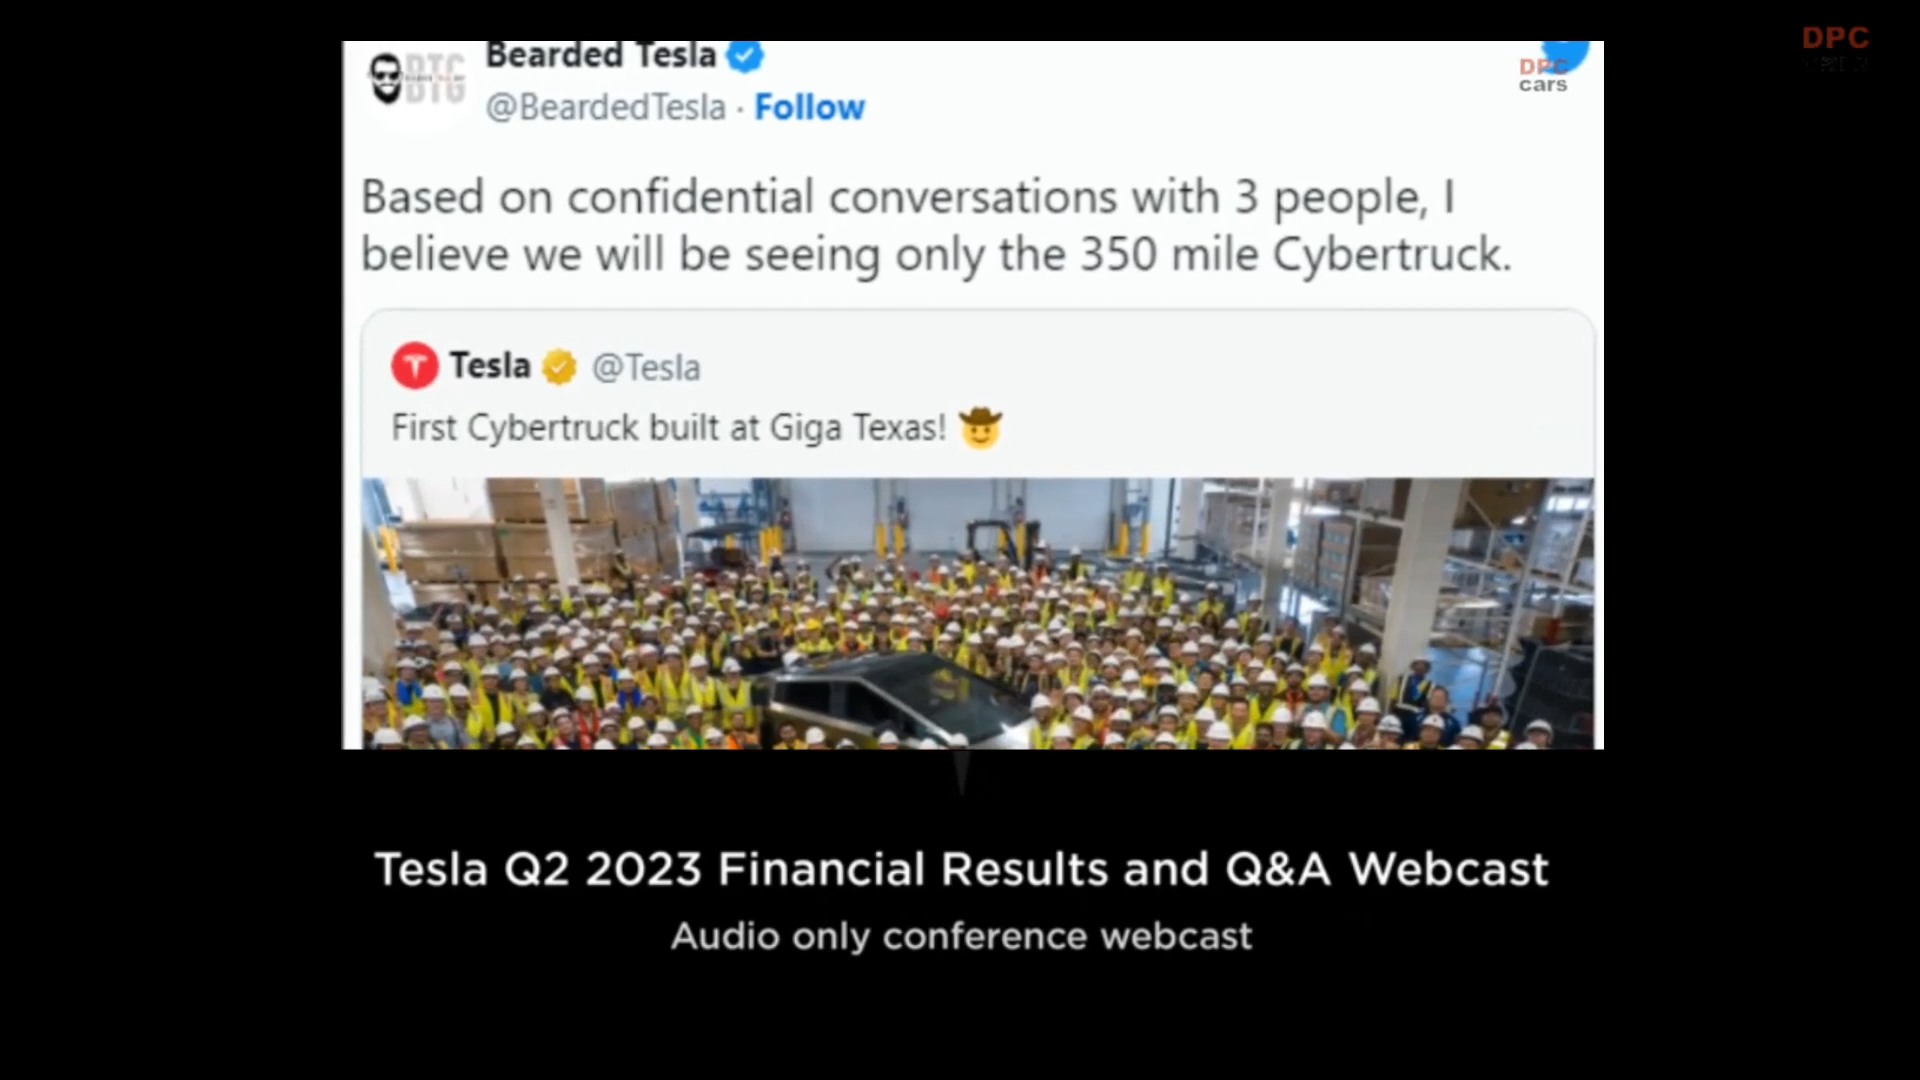 Bearded Tesla
@BeardedTesla · Follow
Based on confidential conversations with 3 people, I
believe we will be seeing only the 350 mile Cybertruck.
Tesla @Tesla
First Cybertruck built at Giga Texas! 🤠
Tesla Q2 2023 Financial Results and Q&A Webcast
Audio only conference webcast
DPC
cars
DPC
BTG